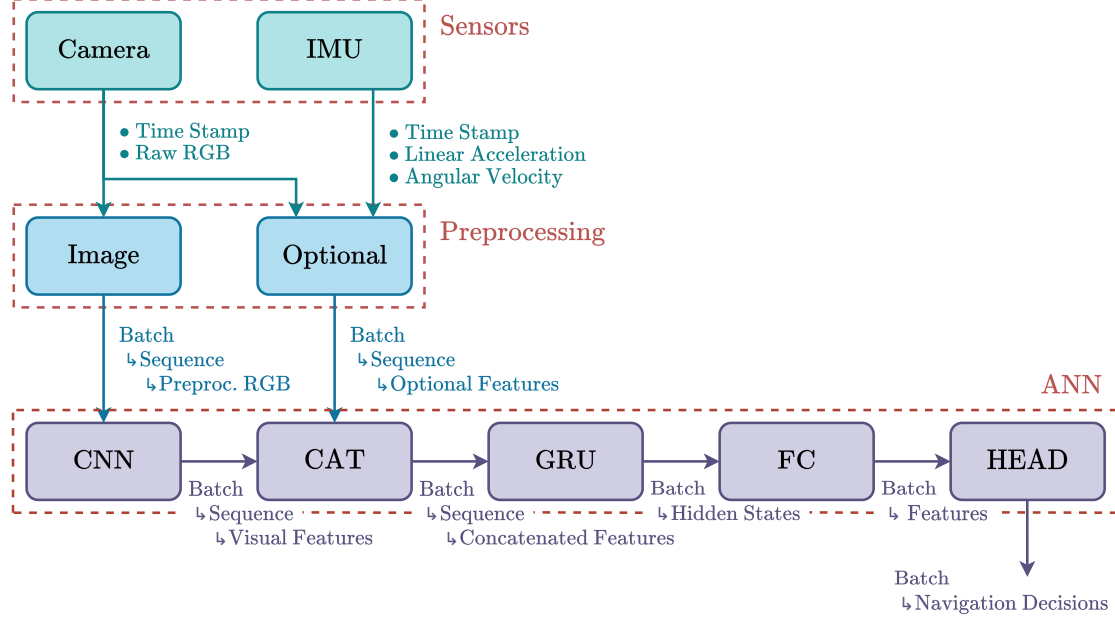 Sensors
Camera
IMU
● Time Stamp
● Raw RGB
● Time Stamp
● Linear Acceleration
● Angular Velocity
Preprocessing
Image
Optional
Batch
↳Sequence
↳Preproc. RGB
Batch
↳Sequence
↳Optional Features
ANN
CNN
CAT
GRU
FC
HEAD
Batch
↳Sequence
↳Visual Features
Batch
↳Sequence
↳Concatenated Features
Batch
↳Hidden States
Batch
↳ Features
Batch
↳Navigation Decisions